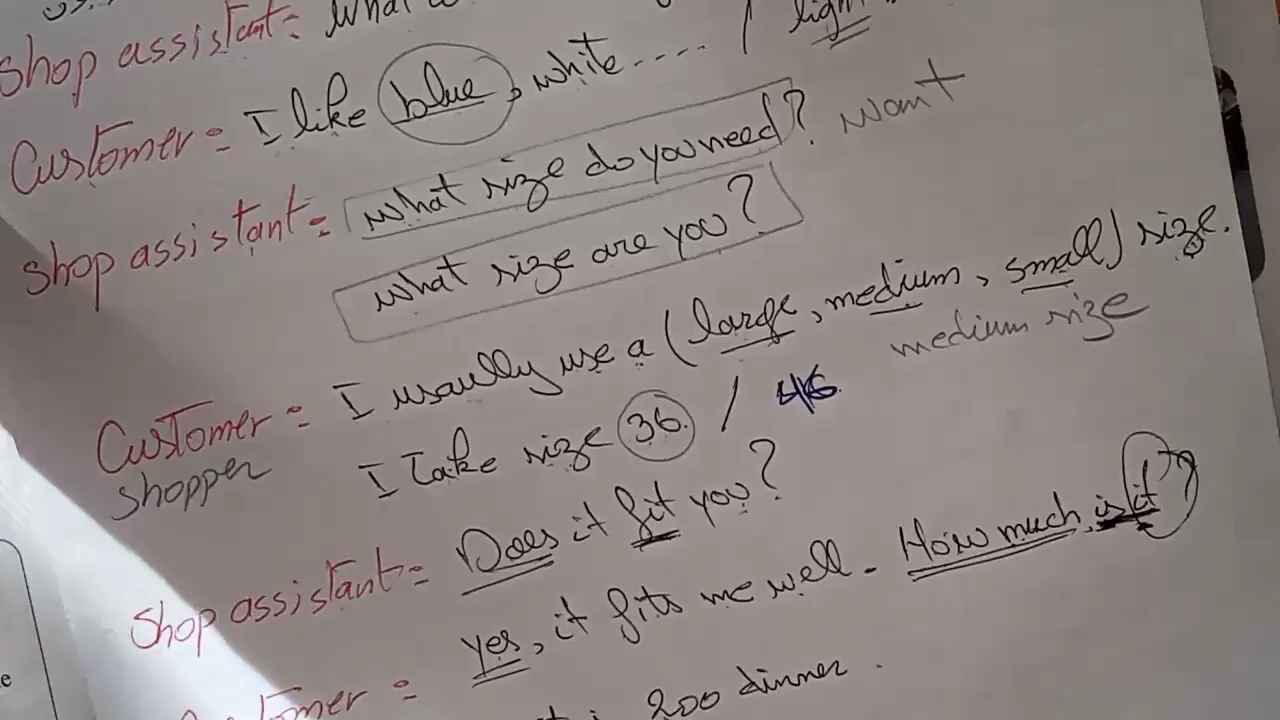 Shop assistant = What
Customer = I like blue, white..... / light
Shop assistant = What size do you need? want
What size are you?
Customer = I usaully use a (large, medium, small) size.
shopper
medium size
I Take size 36. / 46
Shop assistant = Does it fit you?
Customer = yes, it fits me well. How much is it?
200 dinner.
e